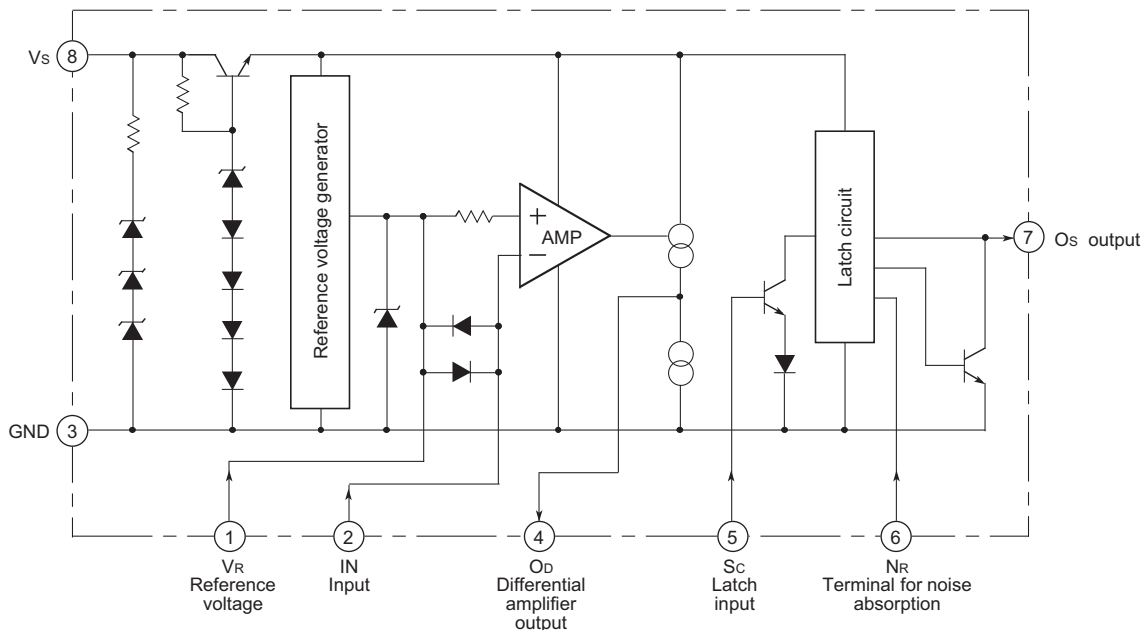 Vs 8
Reference voltage generator
+
AMP
−
Latch circuit
7 Os output
GND 3
1
VR
Reference
voltage
2
IN
Input
4
OD
Differential
amplifier
output
5
Sc
Latch
input
6
NR
Terminal for noise
absorption